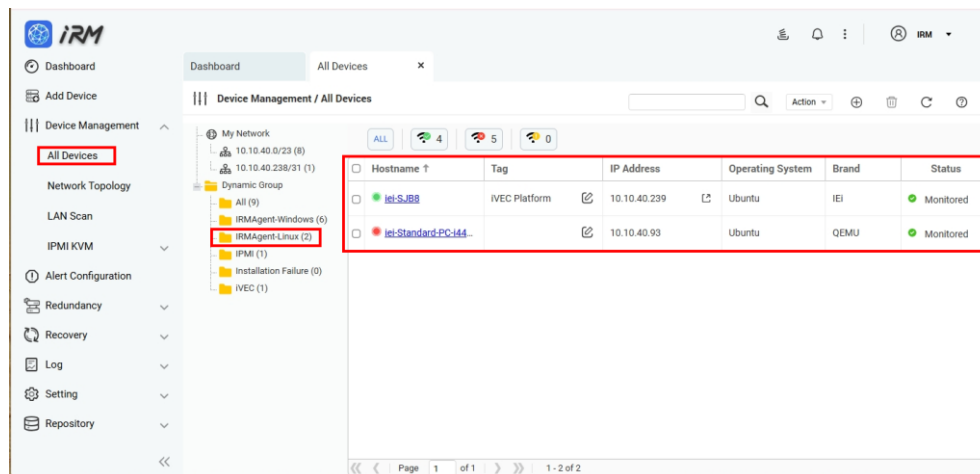 iRM
IRM
Dashboard
Add Device
Device Management
All Devices
Network Topology
LAN Scan
IPMI KVM
Alert Configuration
Redundancy
Recovery
Log
Setting
Repository
Dashboard
All Devices
Device Management / All Devices
Action
My Network
10.10.40.0/23 (8)
10.10.40.238/31 (1)
Dynamic Group
All (9)
IRMAgent-Windows (6)
IRMAgent-Linux (2)
IPMI (1)
Installation Failure (0)
iVEC (1)
ALL 4 5 0
Hostname ↑ Tag IP Address Operating System Brand Status
iei-SJB8 iVEC Platform 10.10.40.239 Ubuntu IEi Monitored
iei-Standard-PC-i44... 10.10.40.93 Ubuntu QEMU Monitored
Page 1 of 1 1 - 2 of 2